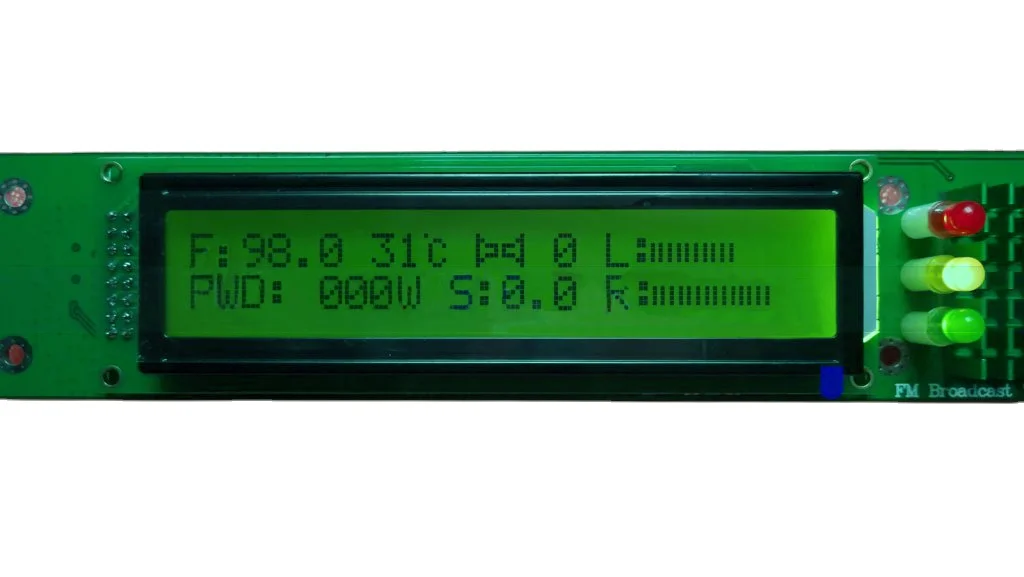 F:98.0 31℃ 0 L:
PWD: 000W S:0.0 R:
FM Broadcast